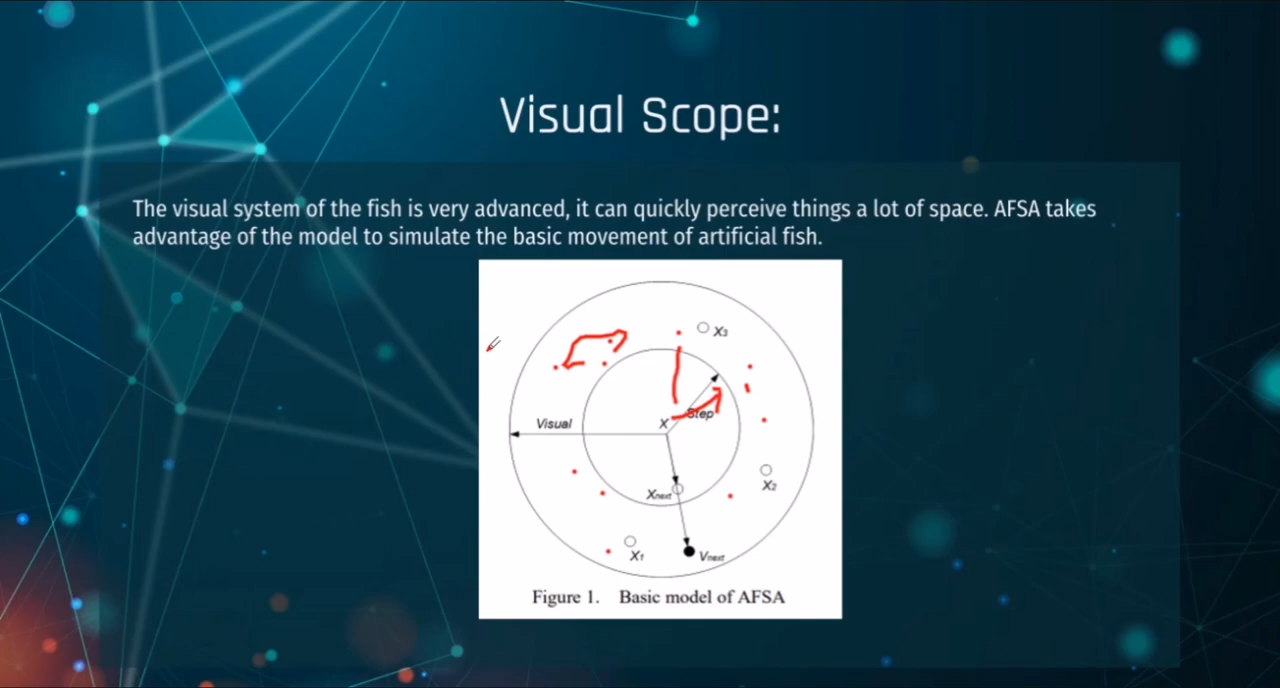 Visual Scope:
The visual system of the fish is very advanced, it can quickly perceive things a lot of space. AFSA takes
advantage of the model to simulate the basic movement of artificial fish.
X3
Visual
X
Step
X2
Xnext
X1
Vnext
Figure 1. Basic model of AFSA